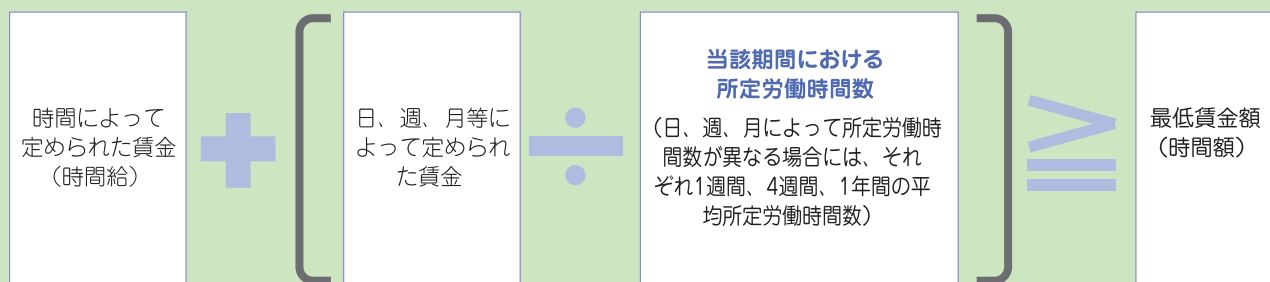 時間によって
定められた賃金
（時間給）
日、週、月等に
よって定められ
た賃金
÷
当該期間における
所定労働時間数
（日、週、月によって所定労働時
間数が異なる場合には、それ
ぞれ1週間、4週間、1年間の平
均所定労働時間数）
≧
最低賃金額
（時間額）